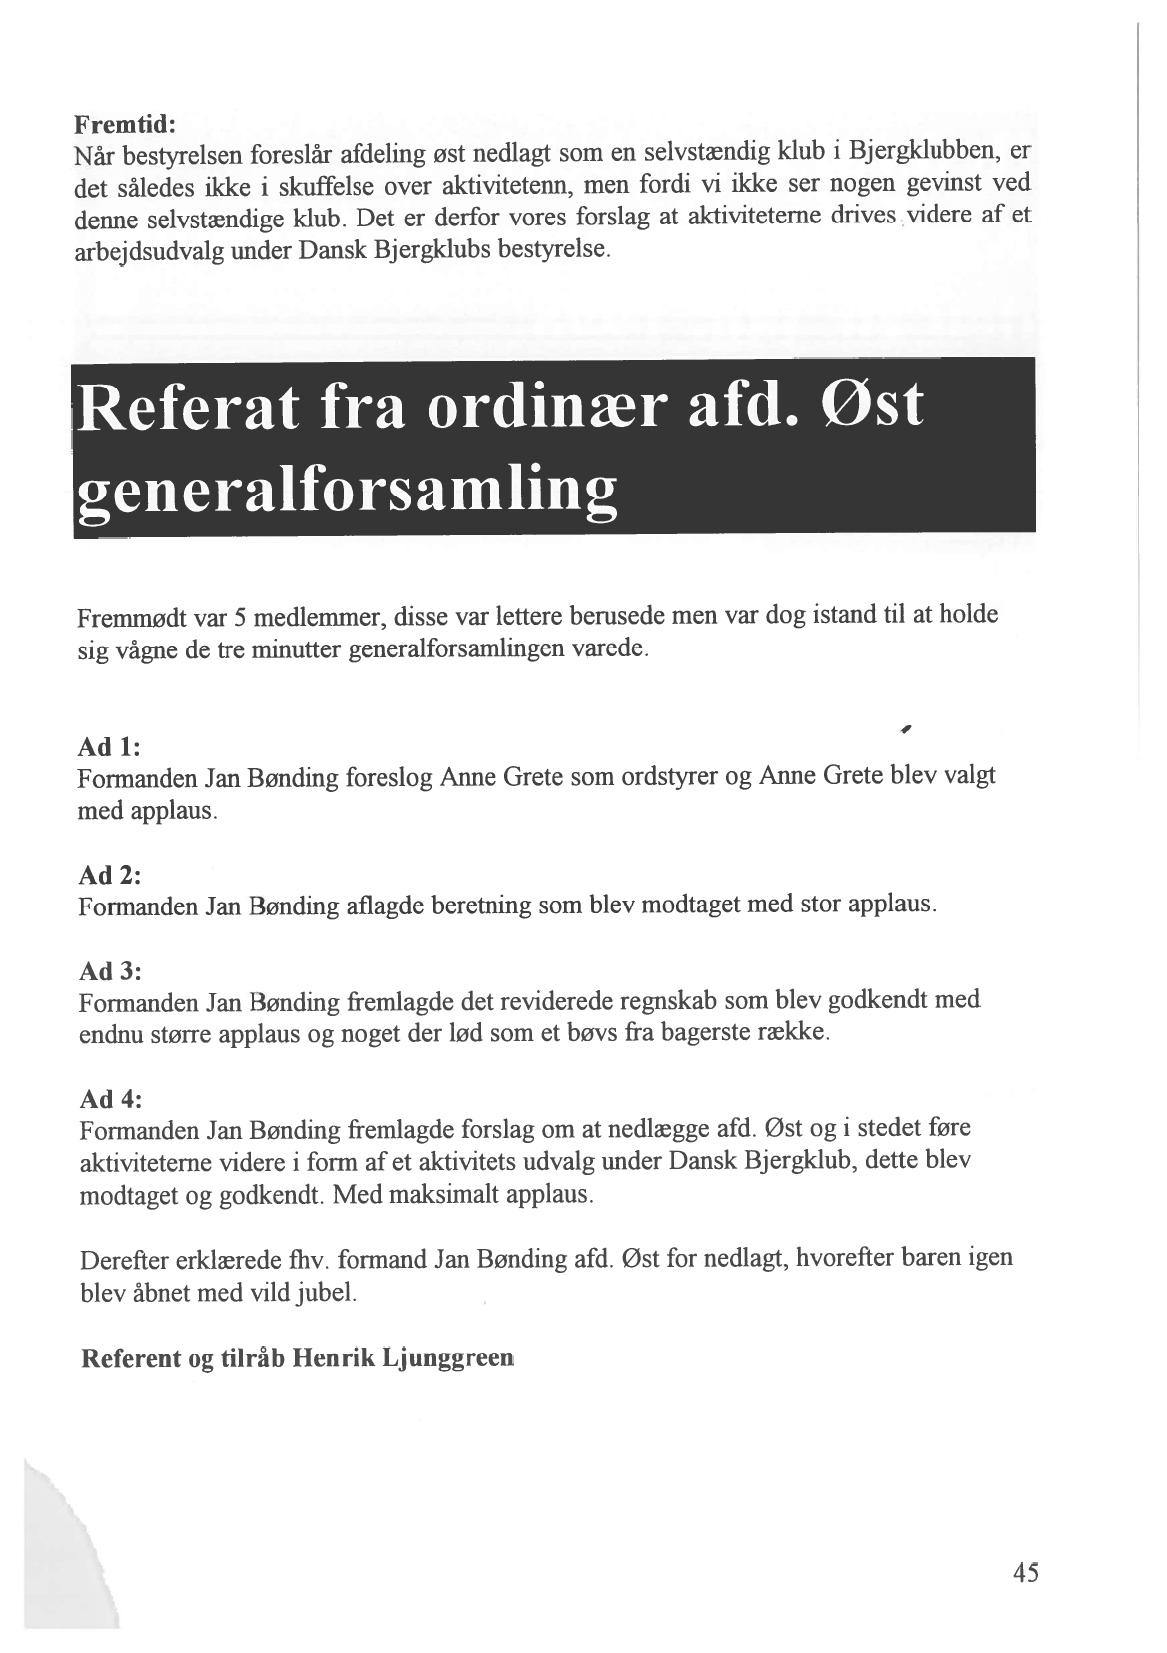 Fremtid:
Når bestyrelsen foreslår afdeling øst nedlagt som en selvstændig klub i Bjergklubben, er
det således ikke i skuffelse over aktivitetenn, men fordi vi ikke ser nogen gevinst ved
denne selvstændige klub. Det er derfor vores forslag at aktiviteterne drives videre af et
arbejdsudvalg under Dansk Bjergklubs bestyrelse.
Referat fra ordinær afd. Øst
generalforsamling
Fremmødt var 5 medlemmer, disse var lettere berusede men var dog istand til at holde
sig vågne de tre minutter generalforsamlingen varede.
Ad 1:
Formanden Jan Bønding foreslog Anne Grete som ordstyrer og Anne Grete blev valgt
med applaus.
Ad 2:
Formanden Jan Bønding aflagde beretning som blev modtaget med stor applaus.
Ad 3:
Formanden Jan Bønding fremlagde det reviderede regnskab som blev godkendt med
endnu større applaus og noget der lød som et bøvs fra bagerste række.
Ad 4:
Formanden Jan Bønding fremlagde forslag om at nedlægge afd. Øst og i stedet føre
aktiviteterne videre i form af et aktivitets udvalg under Dansk Bjergklub, dette blev
modtaget og godkendt. Med maksimalt applaus.
Derefter erklærede fhv. formand Jan Bønding afd. Øst for nedlagt, hvorefter baren igen
blev åbnet med vild jubel.
Referent og tilråb Henrik Ljunggreen
45